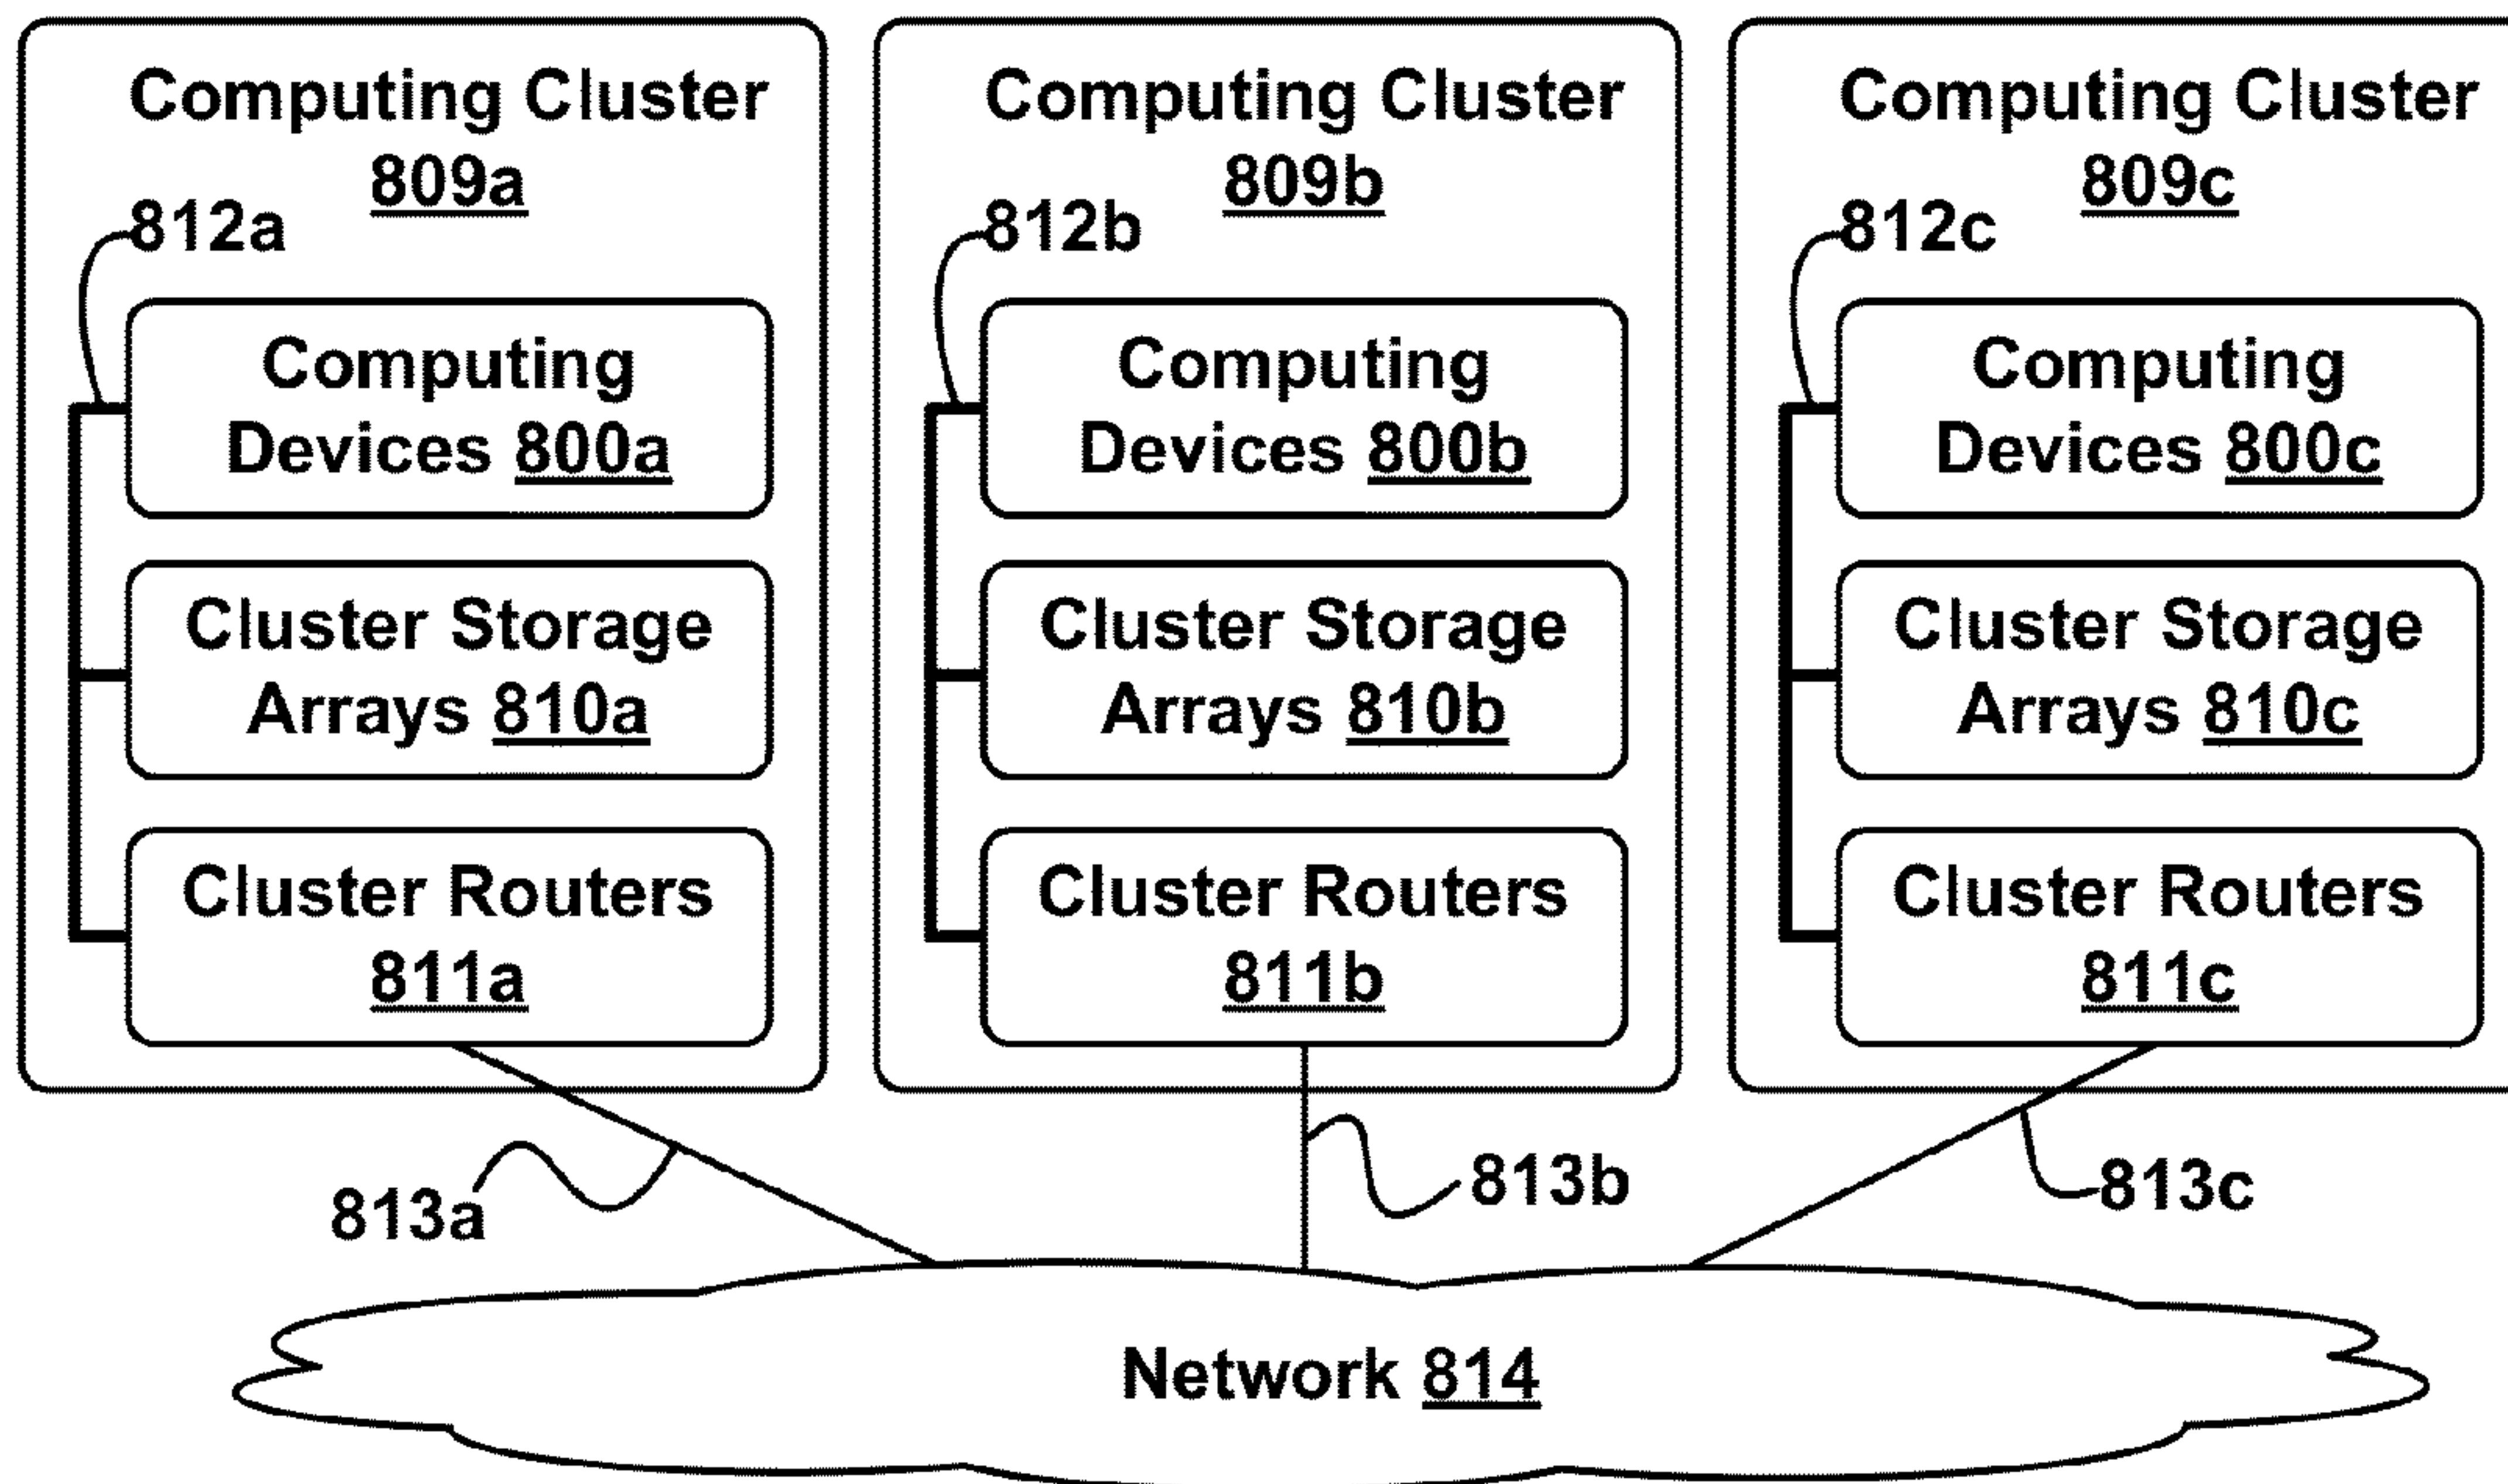 Computing Cluster
809a
812a
Computing
Devices 800a
Cluster Storage
Arrays 810a
Cluster Routers
811a
Computing Cluster
809b
812b
Computing
Devices 800b
Cluster Storage
Arrays 810b
Cluster Routers
811b
Computing Cluster
809c
812c
Computing
Devices 800c
Cluster Storage
Arrays 810c
Cluster Routers
811c
813a
813b
813c
Network 814